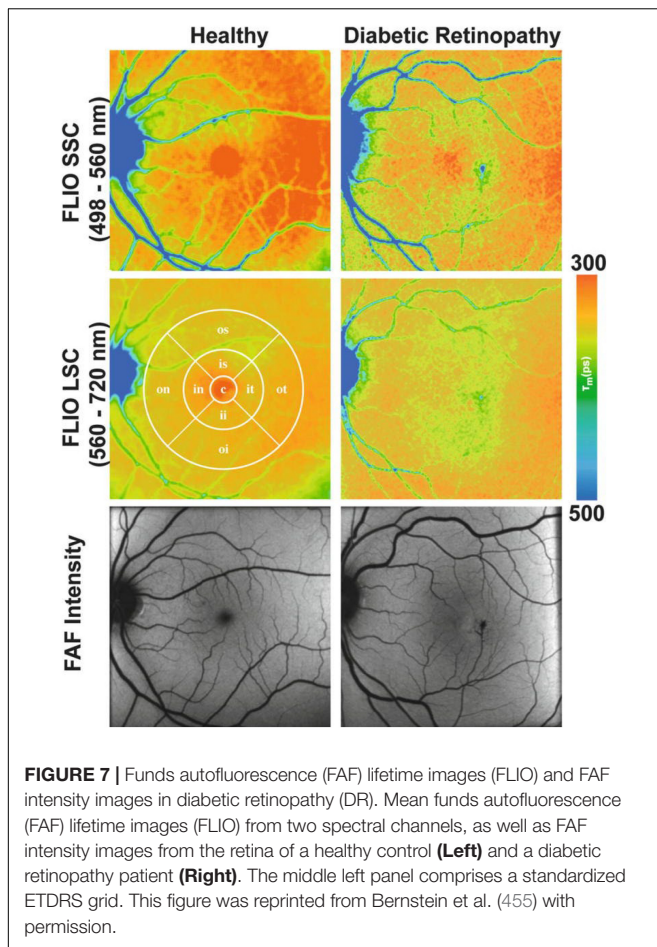 Healthy
Diabetic Retinopathy
FLIO SSC
(498 - 560 nm)
FLIO LSC
(560 - 720 nm)
os
is
on
in
c
it
ot
ii
oi
300
τm(ps)
500
FAF Intensity
FIGURE 7 | Funds autofluorescence (FAF) lifetime images (FLIO) and FAF
intensity images in diabetic retinopathy (DR). Mean funds autofluorescence
(FAF) lifetime images (FLIO) from two spectral channels, as well as FAF
intensity images from the retina of a healthy control (Left) and a diabetic
retinopathy patient (Right). The middle left panel comprises a standardized
ETDRS grid. This figure was reprinted from Bernstein et al. (455) with
permission.